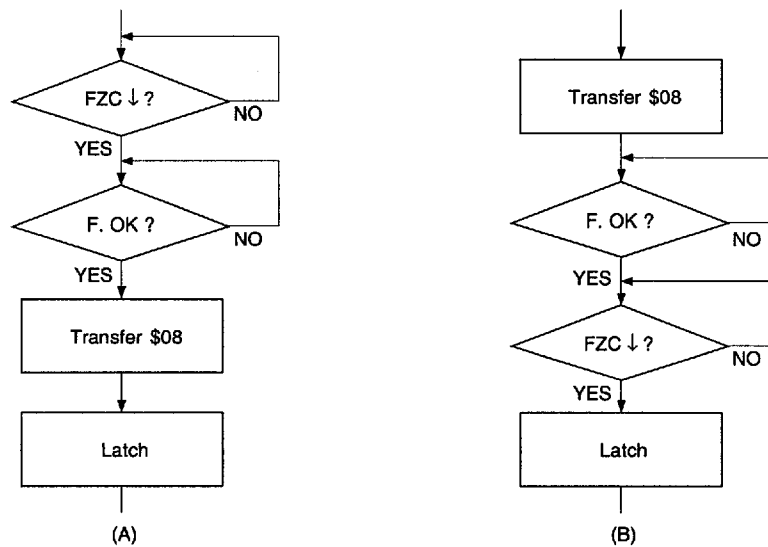 FZC ↓ ?
NO
YES
F. OK ?
NO
YES
Transfer $08
Latch
(A)
Transfer $08
F. OK ?
NO
YES
FZC ↓ ?
NO
YES
Latch
(B)